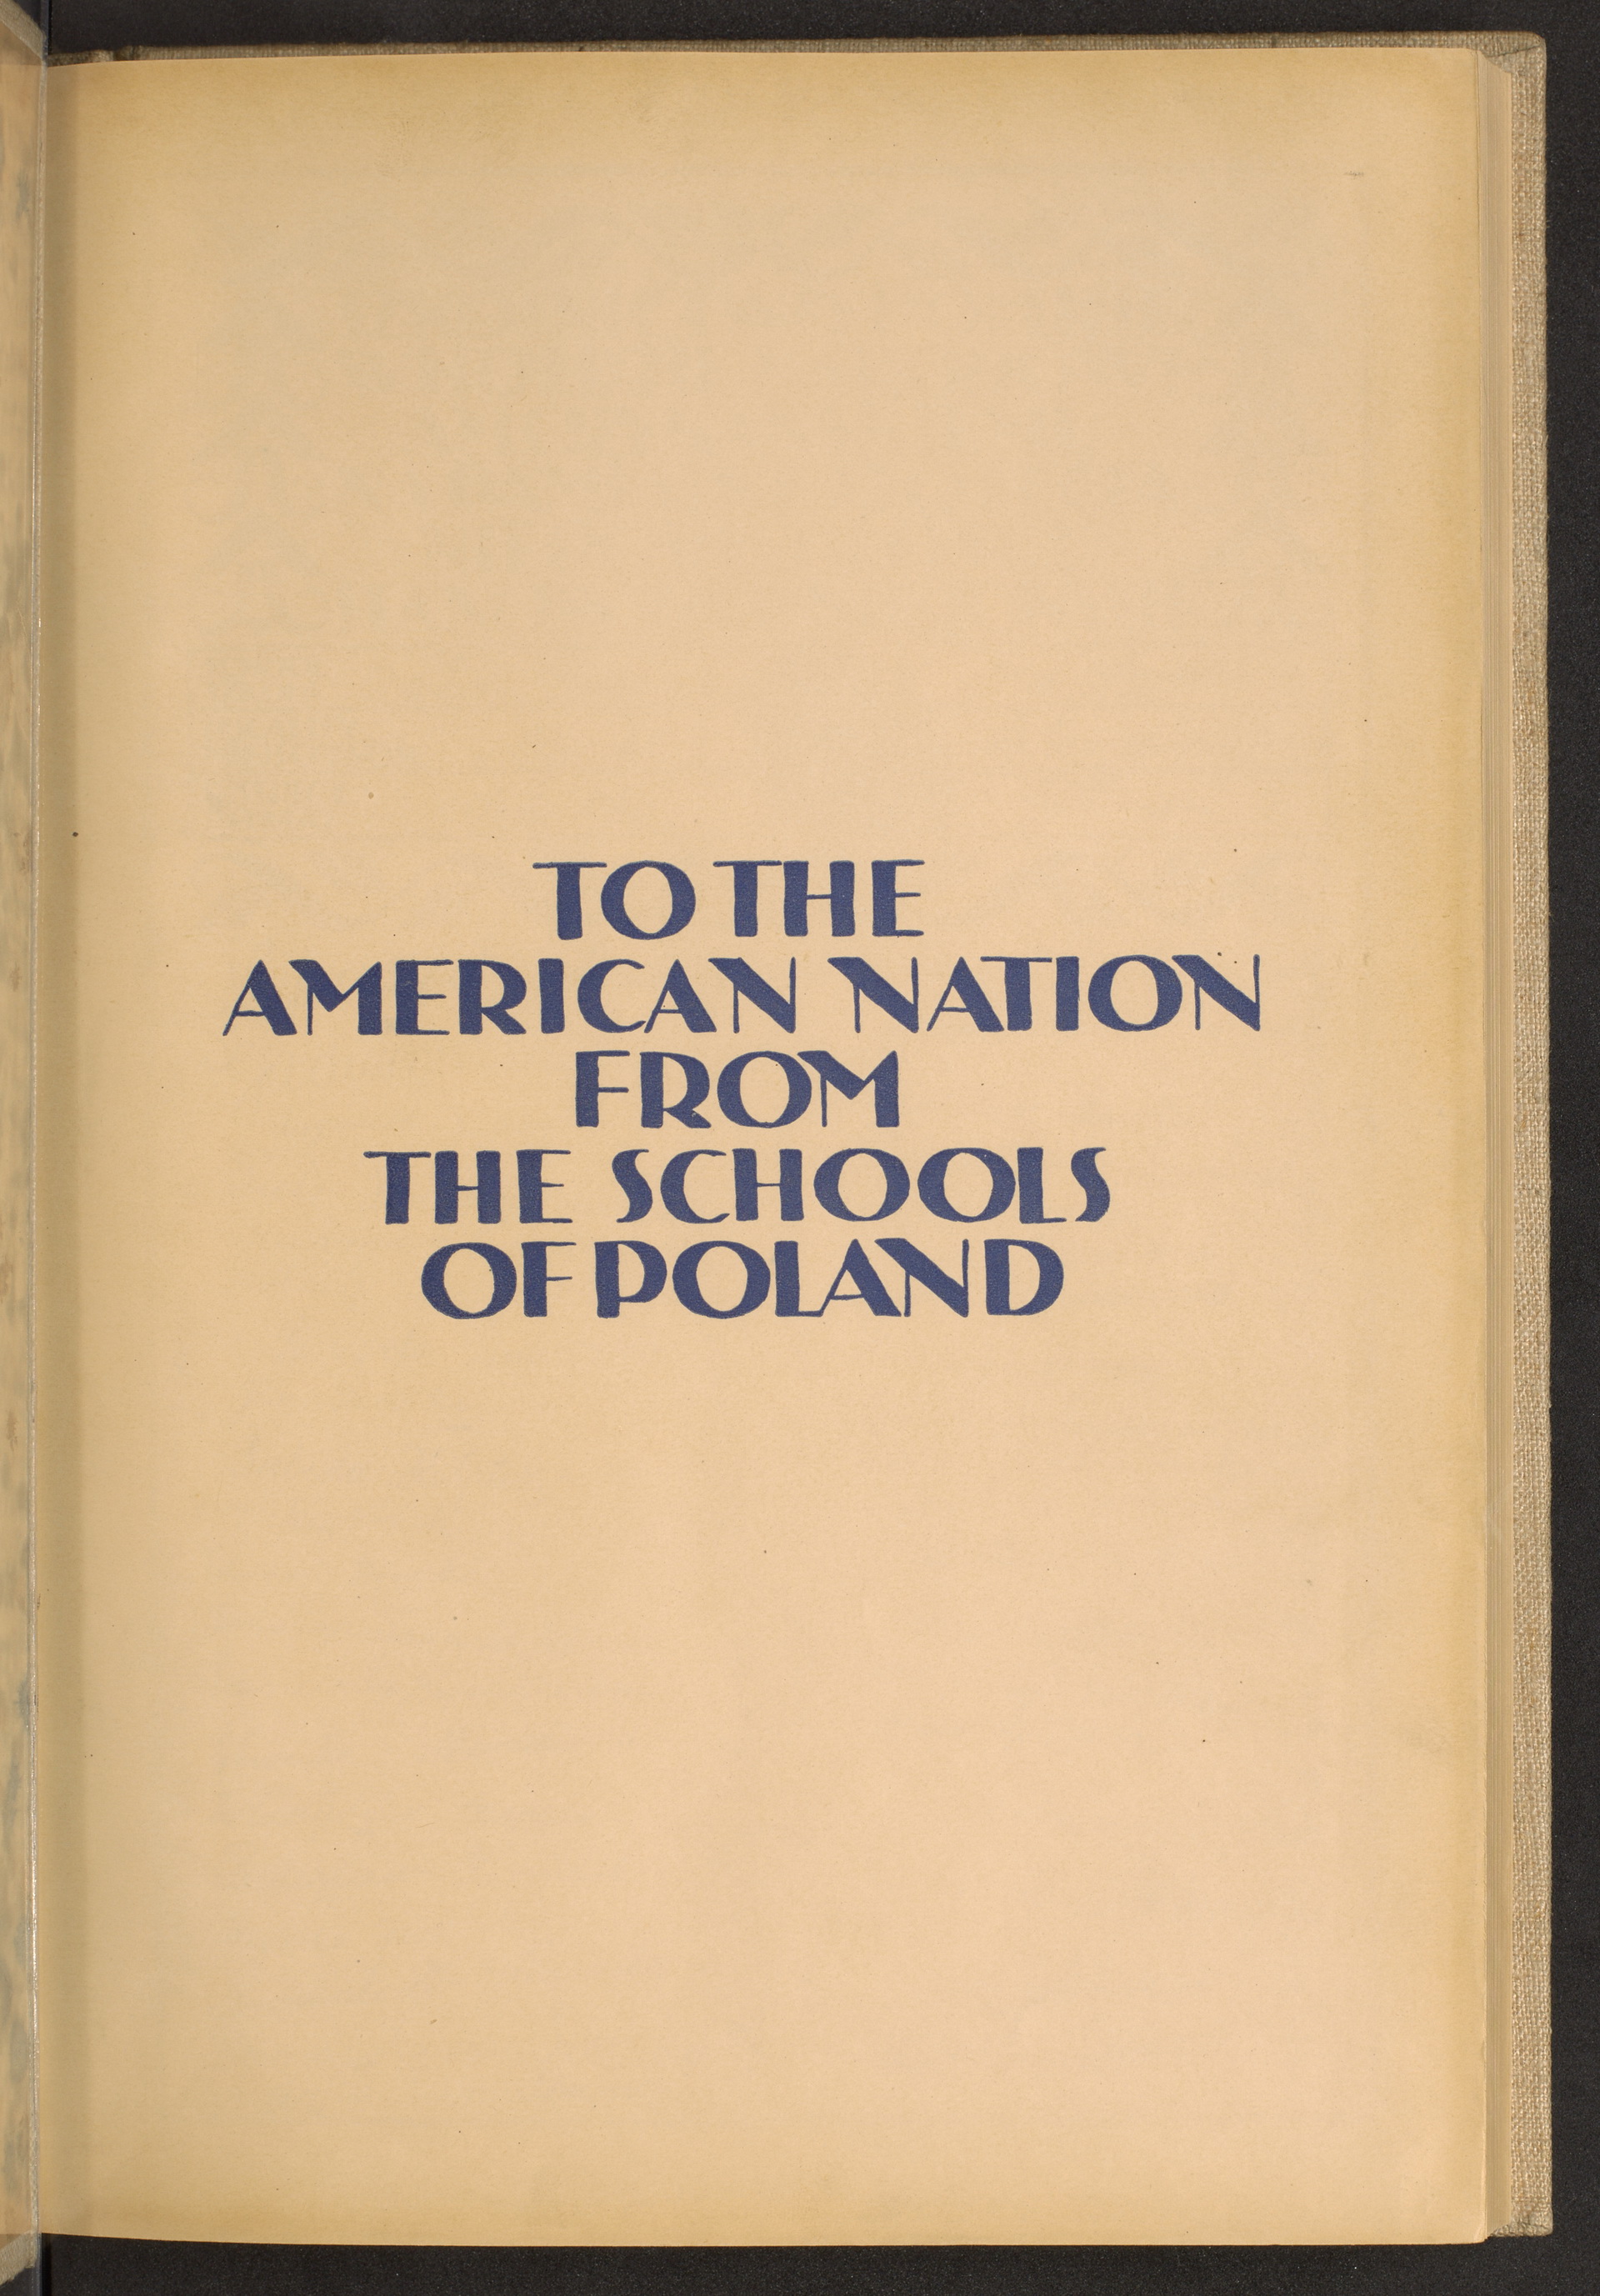 TO THE
AMERICAN NATION
FROM
THE SCHOOLS
OF POLAND